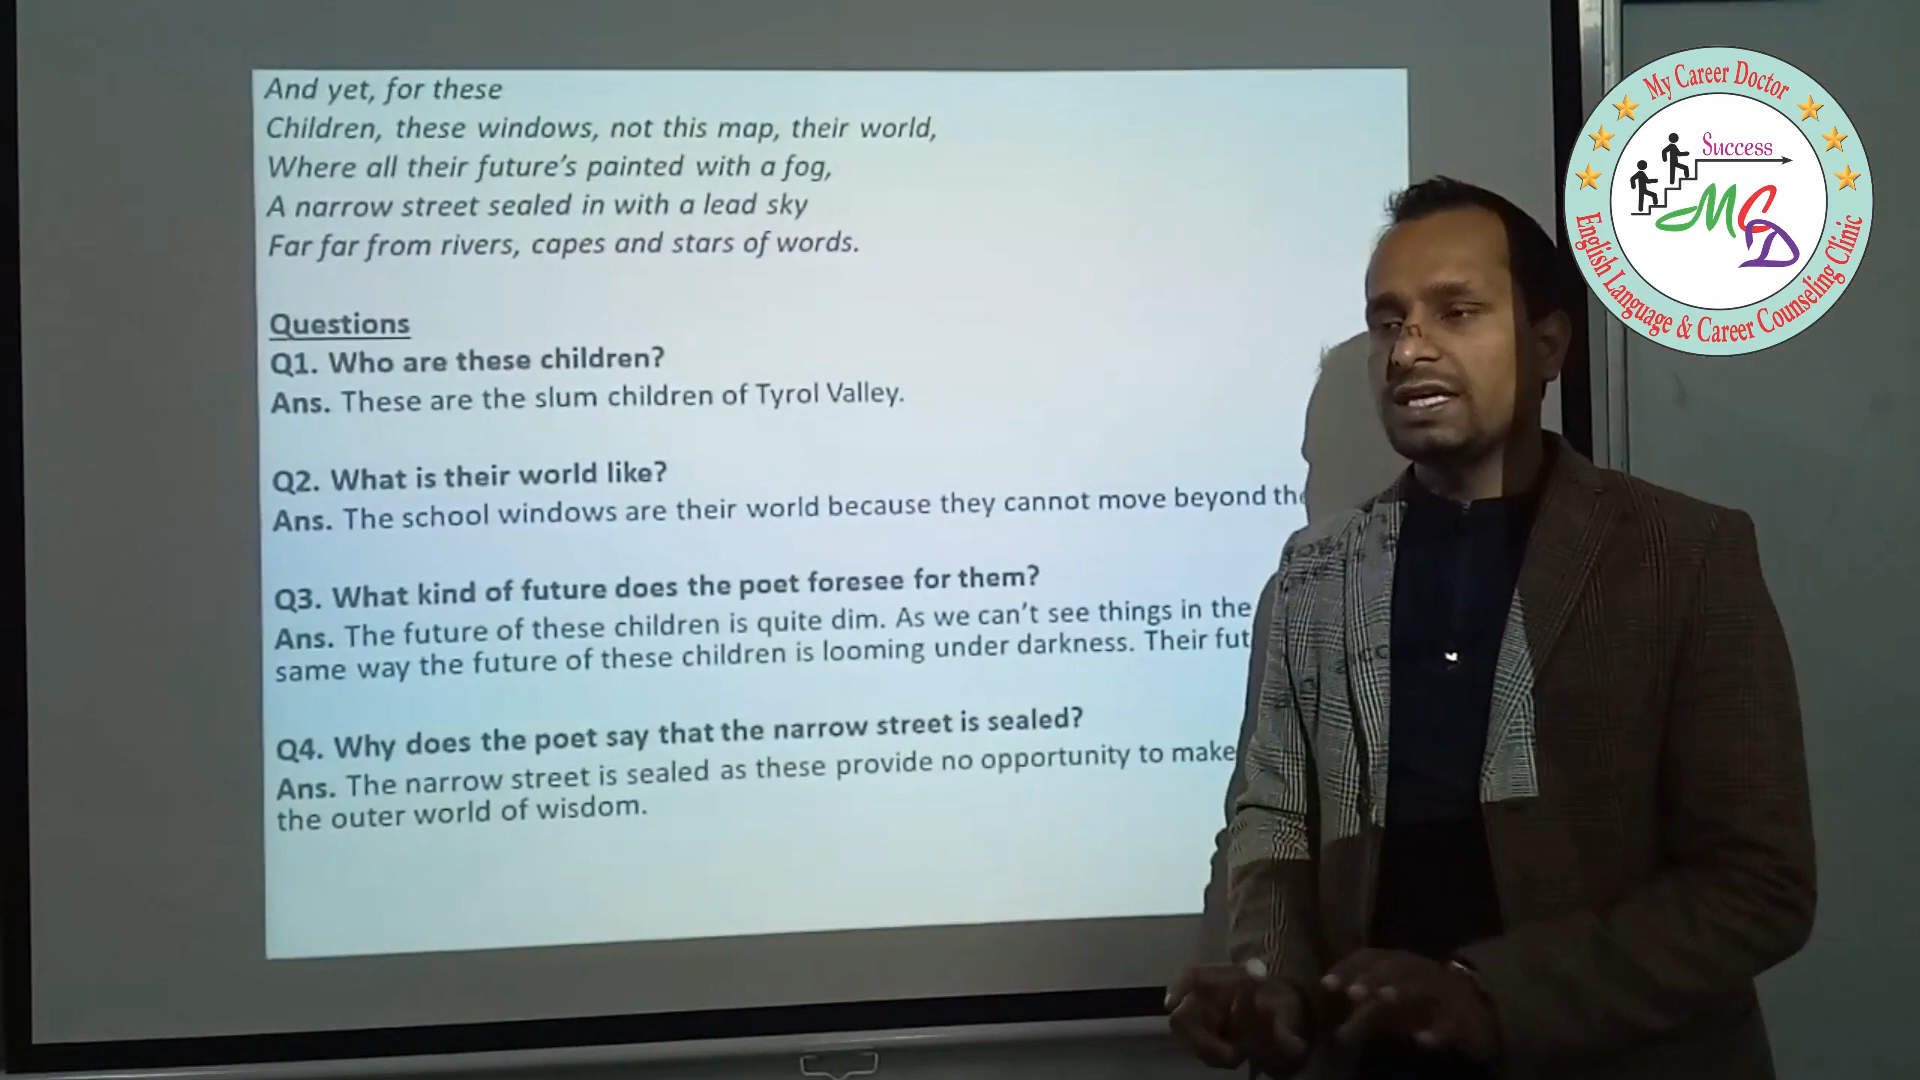 And yet, for these
Children, these windows, not this map, their world,
Where all their future's painted with a fog,
A narrow street sealed in with a lead sky
Far far from rivers, capes and stars of words.
Questions
Q1. Who are these children?
Ans. These are the slum children of Tyrol Valley.
Q2. What is their world like?
Ans. The school windows are their world because they cannot move beyond
Q3. What kind of future does the poet foresee for them?
Ans. The future of these children is quite dim. As we can't see things in the
same way the future of these children is looming under darkness. Their
Q4. Why does the poet say that the narrow street is sealed?
Ans. The narrow street is sealed as these provide no opportunity to make
the outer world of wisdom.
My Career Doctor
Success
MCD
English Language & Career Counseling Clinic